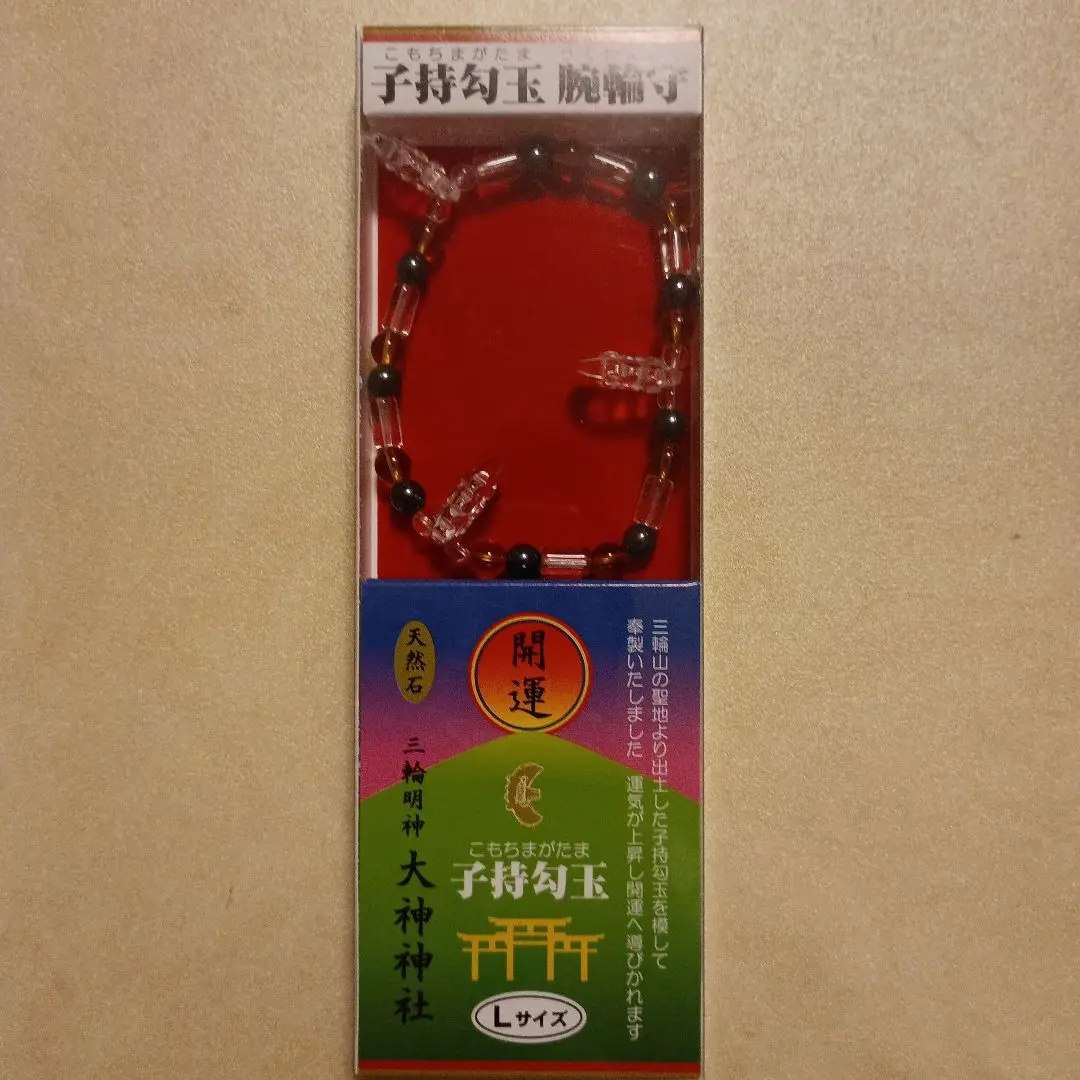 こもちまがたま
子持勾玉 腕輪守
開運
天然石
三輪山の聖地より出土した子持勾玉を模して
奉製いたしました 運気が上昇し開運へ導びかれます
三輪明神 大神神社
こもちまがたま
子持勾玉
Lサイズ